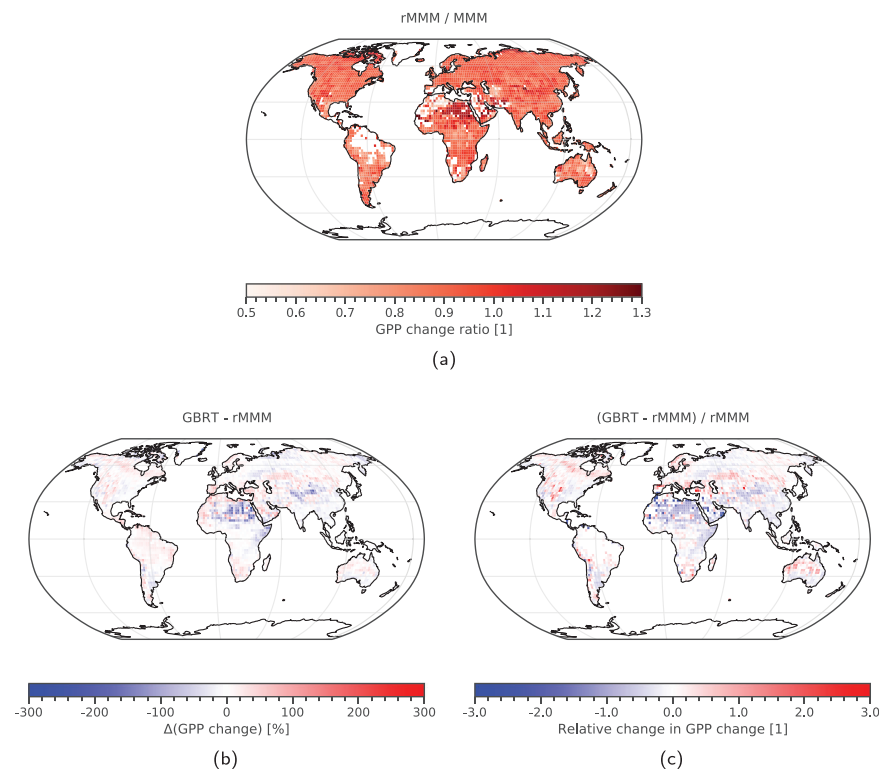 rMMM / MMM
0.5 0.6 0.7 0.8 0.9 1.0 1.1 1.2 1.3
GPP change ratio [1]
(a)
GBRT - rMMM
-300 -200 -100 0 100 200 300
Δ(GPP change) [%]
(b)
(GBRT - rMMM) / rMMM
-3.0 -2.0 -1.0 0.0 1.0 2.0 3.0
Relative change in GPP change [1]
(c)